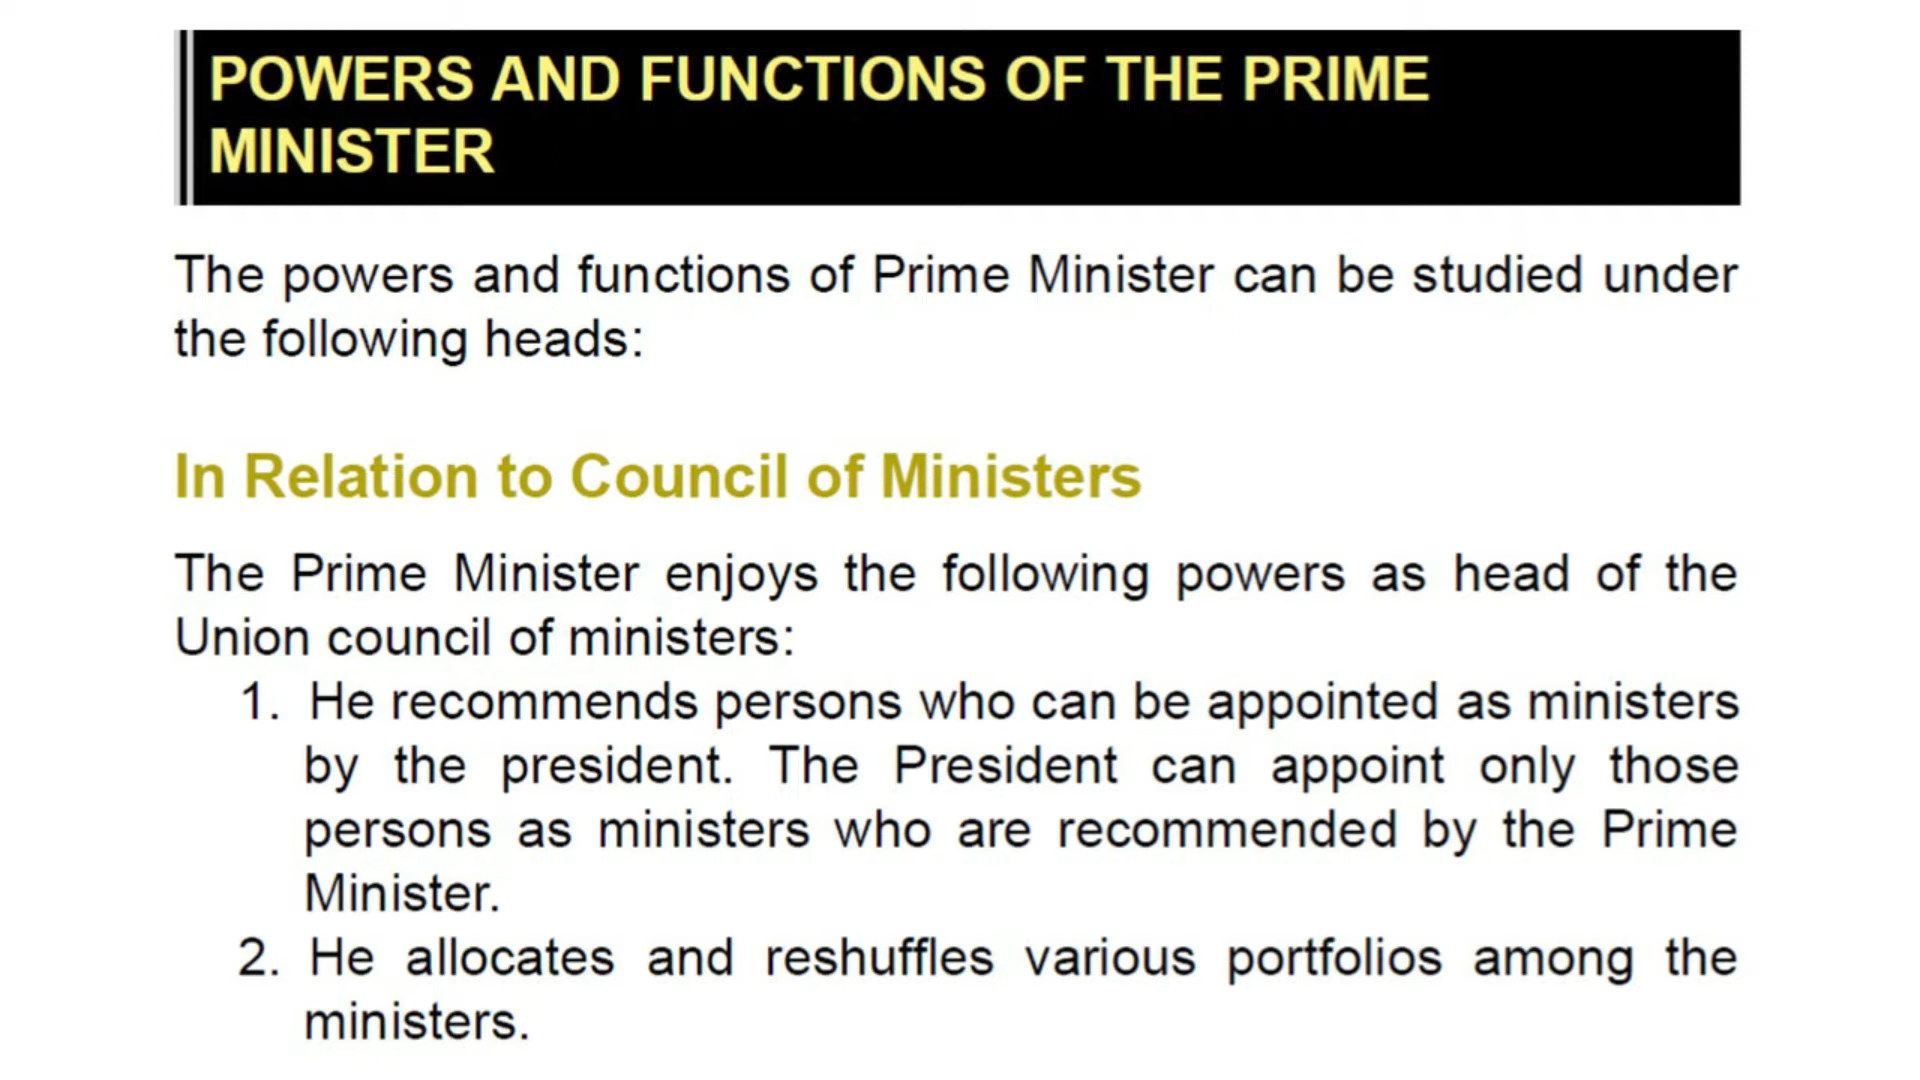 POWERS AND FUNCTIONS OF THE PRIME
MINISTER
The powers and functions of Prime Minister can be studied under
the following heads:
In Relation to Council of Ministers
The Prime Minister enjoys the following powers as head of the
Union council of ministers:
1. He recommends persons who can be appointed as ministers
by the president. The President can appoint only those
persons as ministers who are recommended by the Prime
Minister.
2. He allocates and reshuffles various portfolios among the
ministers.